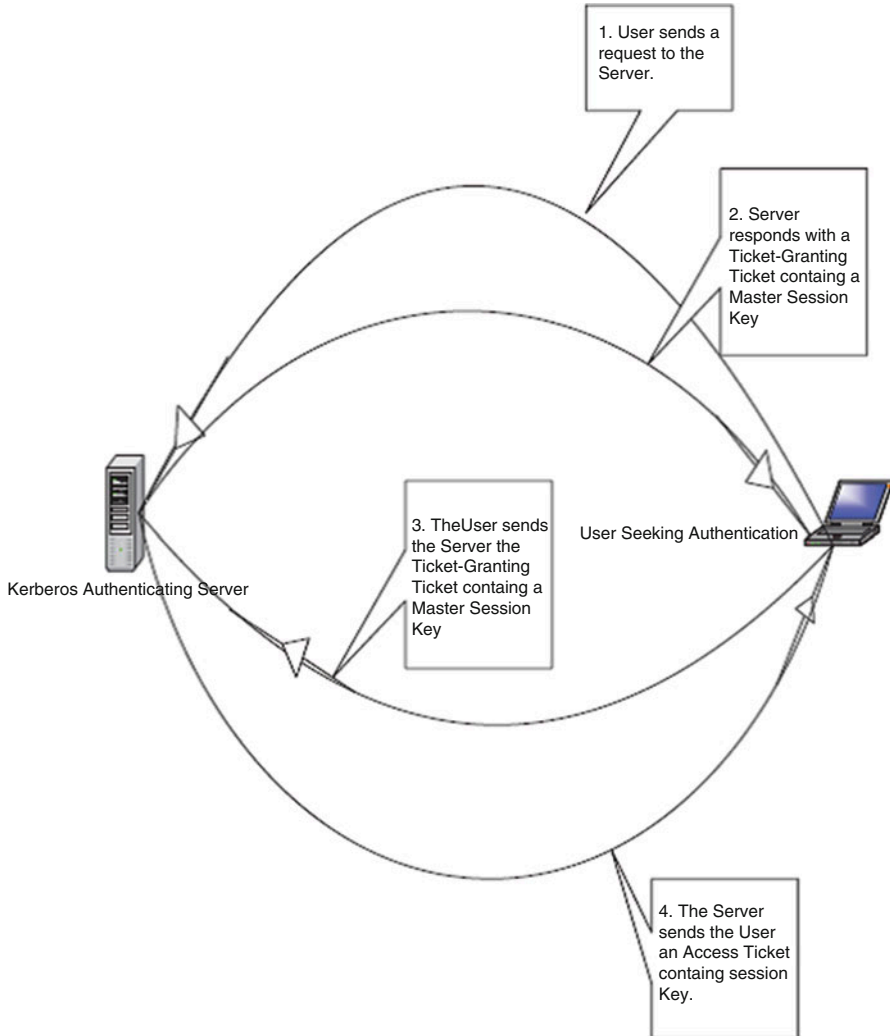 1. User sends a
request to the
Server.
2. Server
responds with a
Ticket-Granting
Ticket containg a
Master Session
Key
3. TheUser sends
the Server the
Ticket-Granting
Ticket containg a
Master Session
Key
User Seeking Authentication
Kerberos Authenticating Server
4. The Server
sends the User
an Access Ticket
containg session
Key.